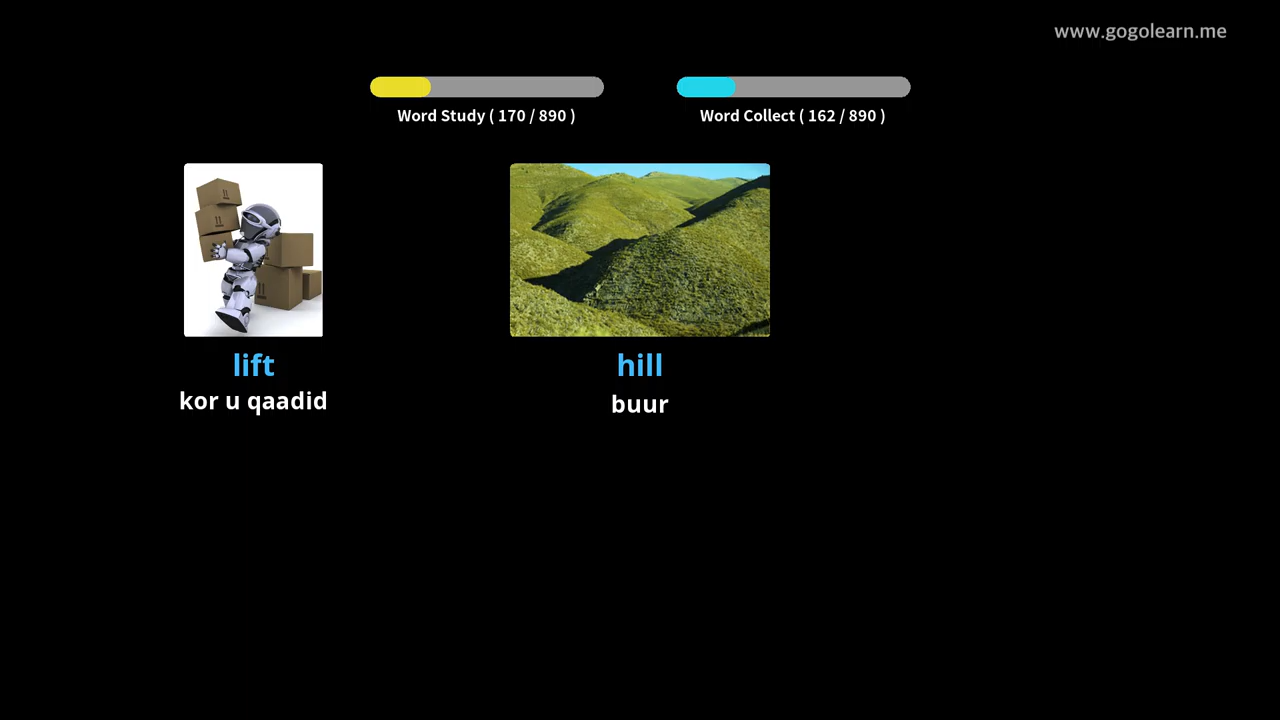 www.gogolearn.me
Word Study ( 170 / 890 )
Word Collect ( 162 / 890 )
lift
kor u qaadid
hill
buur